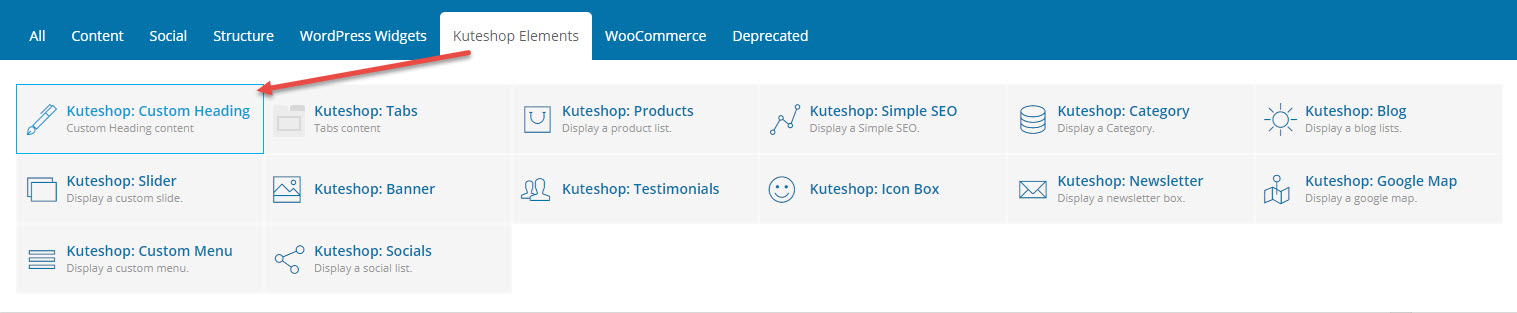 All Content Social Structure WordPress Widgets Kuteshop Elements WooCommerce Deprecated
Kuteshop: Custom Heading
Custom Heading content
Kuteshop: Tabs
Tabs content
Kuteshop: Products
Display a product list.
Kuteshop: Simple SEO
Display a Simple SEO.
Kuteshop: Category
Display a Category.
Kuteshop: Blog
Display a blog lists.
Kuteshop: Slider
Display a custom slide.
Kuteshop: Banner
Kuteshop: Testimonials
Kuteshop: Icon Box
Kuteshop: Newsletter
Display a newsletter box.
Kuteshop: Google Map
Display a google map.
Kuteshop: Custom Menu
Display a custom menu.
Kuteshop: Socials
Display a social list.